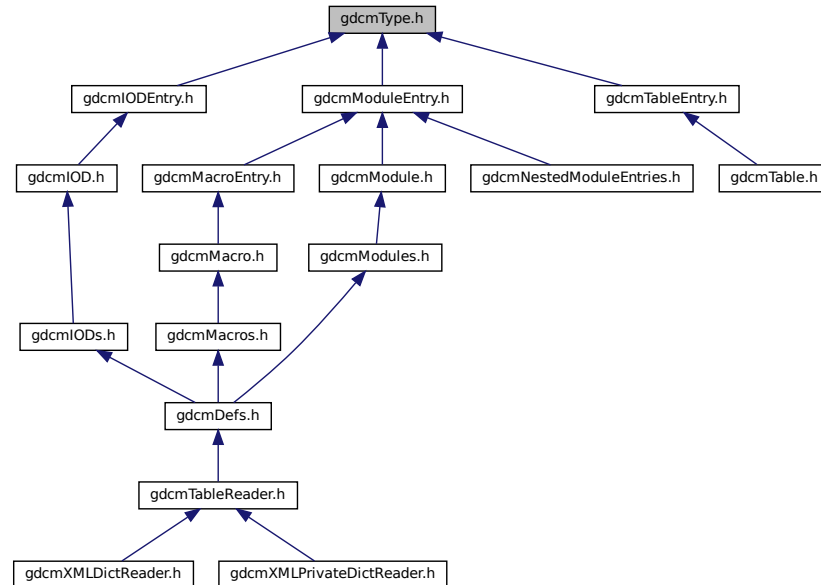 gdcmType.h
gdcmIODEntry.h
gdcmModuleEntry.h
gdcmTableEntry.h
gdcmIOD.h
gdcmMacroEntry.h
gdcmModule.h
gdcmNestedModuleEntries.h
gdcmTable.h
gdcmMacro.h
gdcmModules.h
gdcmIODs.h
gdcmMacros.h
gdcmDefs.h
gdcmTableReader.h
gdcmXMLDictReader.h
gdcmXMLPrivateDictReader.h